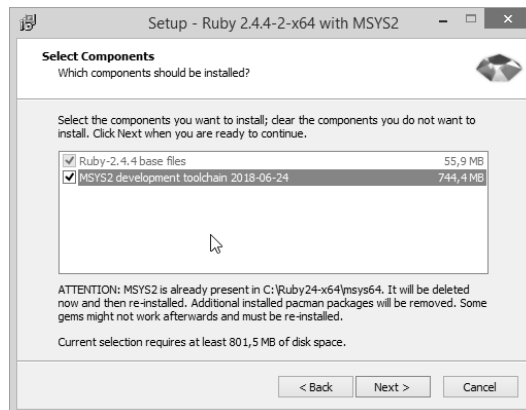 Setup - Ruby 2.4.4-2-x64 with MSYS2
Select Components
Which components should be installed?
Select the components you want to install; clear the components you do not want to
install. Click Next when you are ready to continue.
Ruby-2.4.4 base files 55,9 MB
MSYS2 development toolchain 2018-06-24 744,4 MB
ATTENTION: MSYS2 is already present in C:\Ruby24-x64\msys64. It will be deleted
now and then re-installed. Additional installed pacman packages will be removed. Some
gems might not work afterwards and must be re-installed.
Current selection requires at least 801,5 MB of disk space.
< Back Next > Cancel